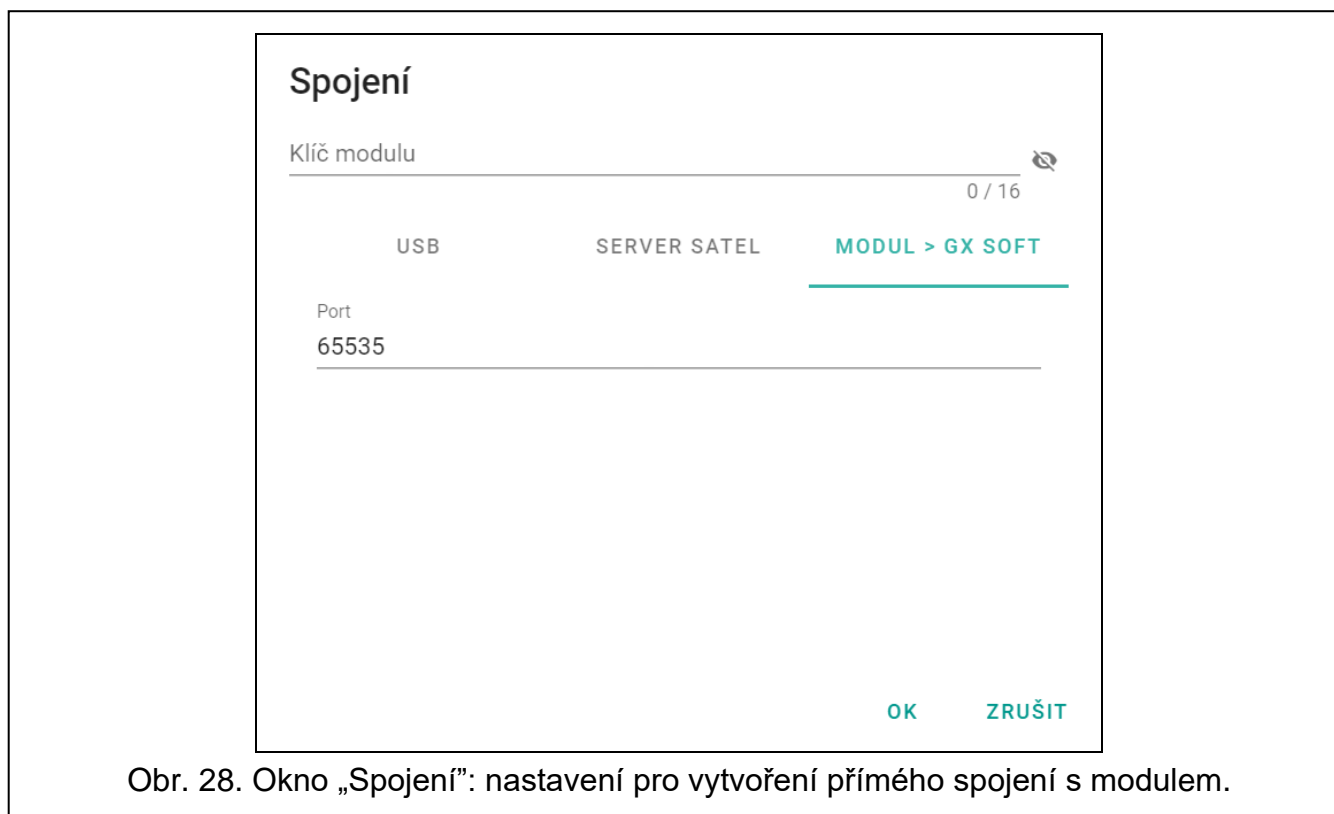 Spojení
Klíč modulu
0 / 16
USB SERVER SATEL MODUL > GX SOFT
Port
65535
OK ZRUŠIT
Obr. 28. Okno „Spojení”: nastavení pro vytvoření přímého spojení s modulem.